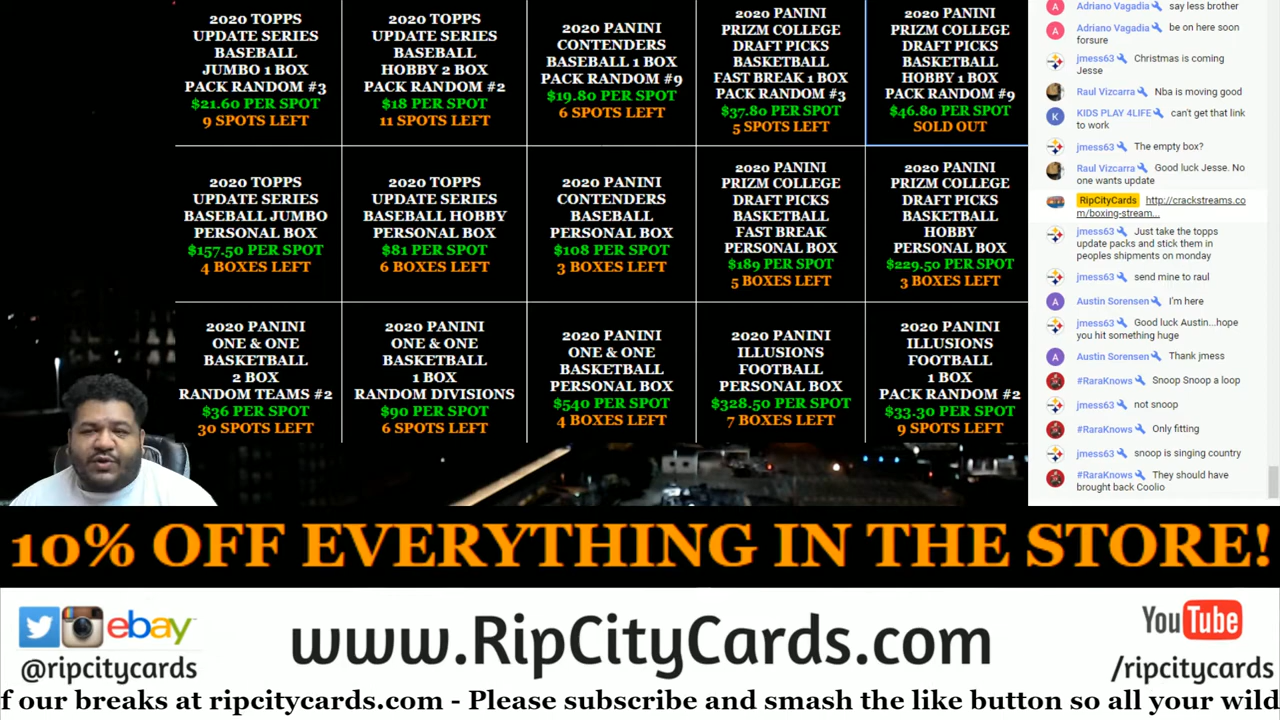 2020 TOPPS
UPDATE SERIES
BASEBALL
JUMBO 1 BOX
PACK RANDOM #3
$21.60 PER SPOT
9 SPOTS LEFT
2020 TOPPS
UPDATE SERIES
BASEBALL
HOBBY 2 BOX
PACK RANDOM #2
$18 PER SPOT
11 SPOTS LEFT
2020 PANINI
CONTENDERS
BASEBALL 1 BOX
PACK RANDOM #9
$19.80 PER SPOT
6 SPOTS LEFT
2020 PANINI
PRIZM COLLEGE
DRAFT PICKS
BASKETBALL
FAST BREAK 1 BOX
PACK RANDOM #3
$37.80 PER SPOT
5 SPOTS LEFT
2020 PANINI
PRIZM COLLEGE
DRAFT PICKS
BASKETBALL
HOBBY 1 BOX
PACK RANDOM #9
$46.80 PER SPOT
SOLD OUT
2020 TOPPS
UPDATE SERIES
BASEBALL JUMBO
PERSONAL BOX
$157.50 PER SPOT
4 BOXES LEFT
2020 TOPPS
UPDATE SERIES
BASEBALL HOBBY
PERSONAL BOX
$81 PER SPOT
6 BOXES LEFT
2020 PANINI
CONTENDERS
BASEBALL
PERSONAL BOX
$108 PER SPOT
3 BOXES LEFT
2020 PANINI
PRIZM COLLEGE
DRAFT PICKS
BASKETBALL
FAST BREAK
PERSONAL BOX
$189 PER SPOT
5 BOXES LEFT
2020 PANINI
PRIZM COLLEGE
DRAFT PICKS
BASKETBALL
HOBBY
PERSONAL BOX
$229.50 PER SPOT
3 BOXES LEFT
2020 PANINI
ONE & ONE
BASKETBALL
2 BOX
RANDOM TEAMS #2
$36 PER SPOT
30 SPOTS LEFT
2020 PANINI
ONE & ONE
BASKETBALL
1 BOX
RANDOM DIVISIONS
$90 PER SPOT
6 SPOTS LEFT
2020 PANINI
ONE & ONE
BASKETBALL
PERSONAL BOX
$540 PER SPOT
4 BOXES LEFT
2020 PANINI
ILLUSIONS
FOOTBALL
PERSONAL BOX
$328.50 PER SPOT
7 BOXES LEFT
2020 PANINI
ILLUSIONS
FOOTBALL
1 BOX
PACK RANDOM #2
$33.30 PER SPOT
9 SPOTS LEFT
Adriano Vagadia say less brother
Adriano Vagadia be on here soon
forsure
jmess63 Christmas is coming
Jesse
Raul Vizcarra Nba is moving good
KIDS PLAY 4LIFE can't get that link
to work
jmess63 The empty box?
Raul Vizcarra Good luck Jesse. No
one wants update
RipCityCards http://crackstreams.co
m/boxing-stream...
jmess63 Just take the topps
update packs and stick them in
peoples shipments on monday
jmess63 send mine to raul
Austin Sorensen I'm here
jmess63 Good luck Austin...hope
you hit something huge
Austin Sorensen Thank jmess
#RaraKnows Snoop Snoop a loop
jmess63 not snoop
#RaraKnows Only fitting
jmess63 snoop is singing country
#RaraKnows They should have
brought back Coolio
10% OFF EVERYTHING IN THE STORE!
ebay
@ripcitycards
www.RipCityCards.com
YouTube
/ripcitycards
f our breaks at ripcitycards.com - Please subscribe and smash the like button so all your wild